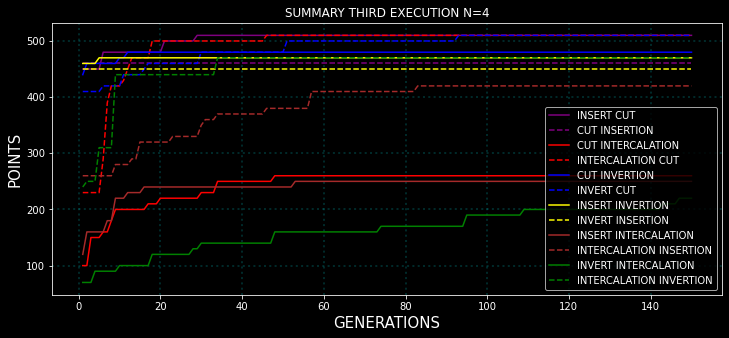 SUMMARY THIRD EXECUTION N=4
POINTS
500
400
300
200
100
INSERT CUT
CUT INSERTION
CUT INTERCALATION
INTERCALATION CUT
CUT INVERTION
INVERT CUT
INSERT INVERTION
INVERT INSERTION
INSERT INTERCALATION
INTERCALATION INSERTION
INVERT INTERCALATION
INTERCALATION INVERTION
0 20 40 60 80 100 120 140
GENERATIONS